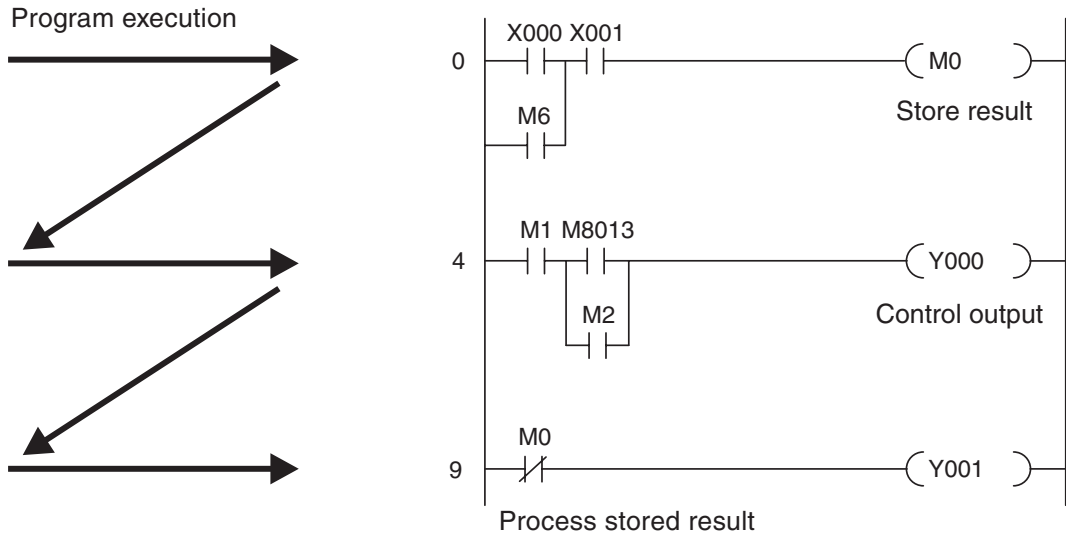 Program execution
X000 X001
0
M0
Store result
M6
M1 M8013
4
Y000
M2
Control output
M0
9
Y001
Process stored result